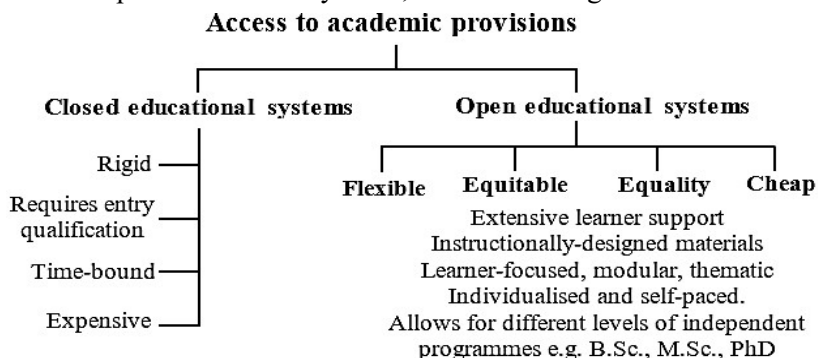 Access to academic provisions
Closed educational systems
Open educational systems
Rigid
Requires entry
qualification
Time-bound
Expensive
Flexible Equitable Equality Cheap
Extensive learner support
Instructionally-designed materials
Learner-focused, modular, thematic
Individualised and self-paced.
Allows for different levels of independent
programmes e.g. B.Sc., M.Sc., PhD